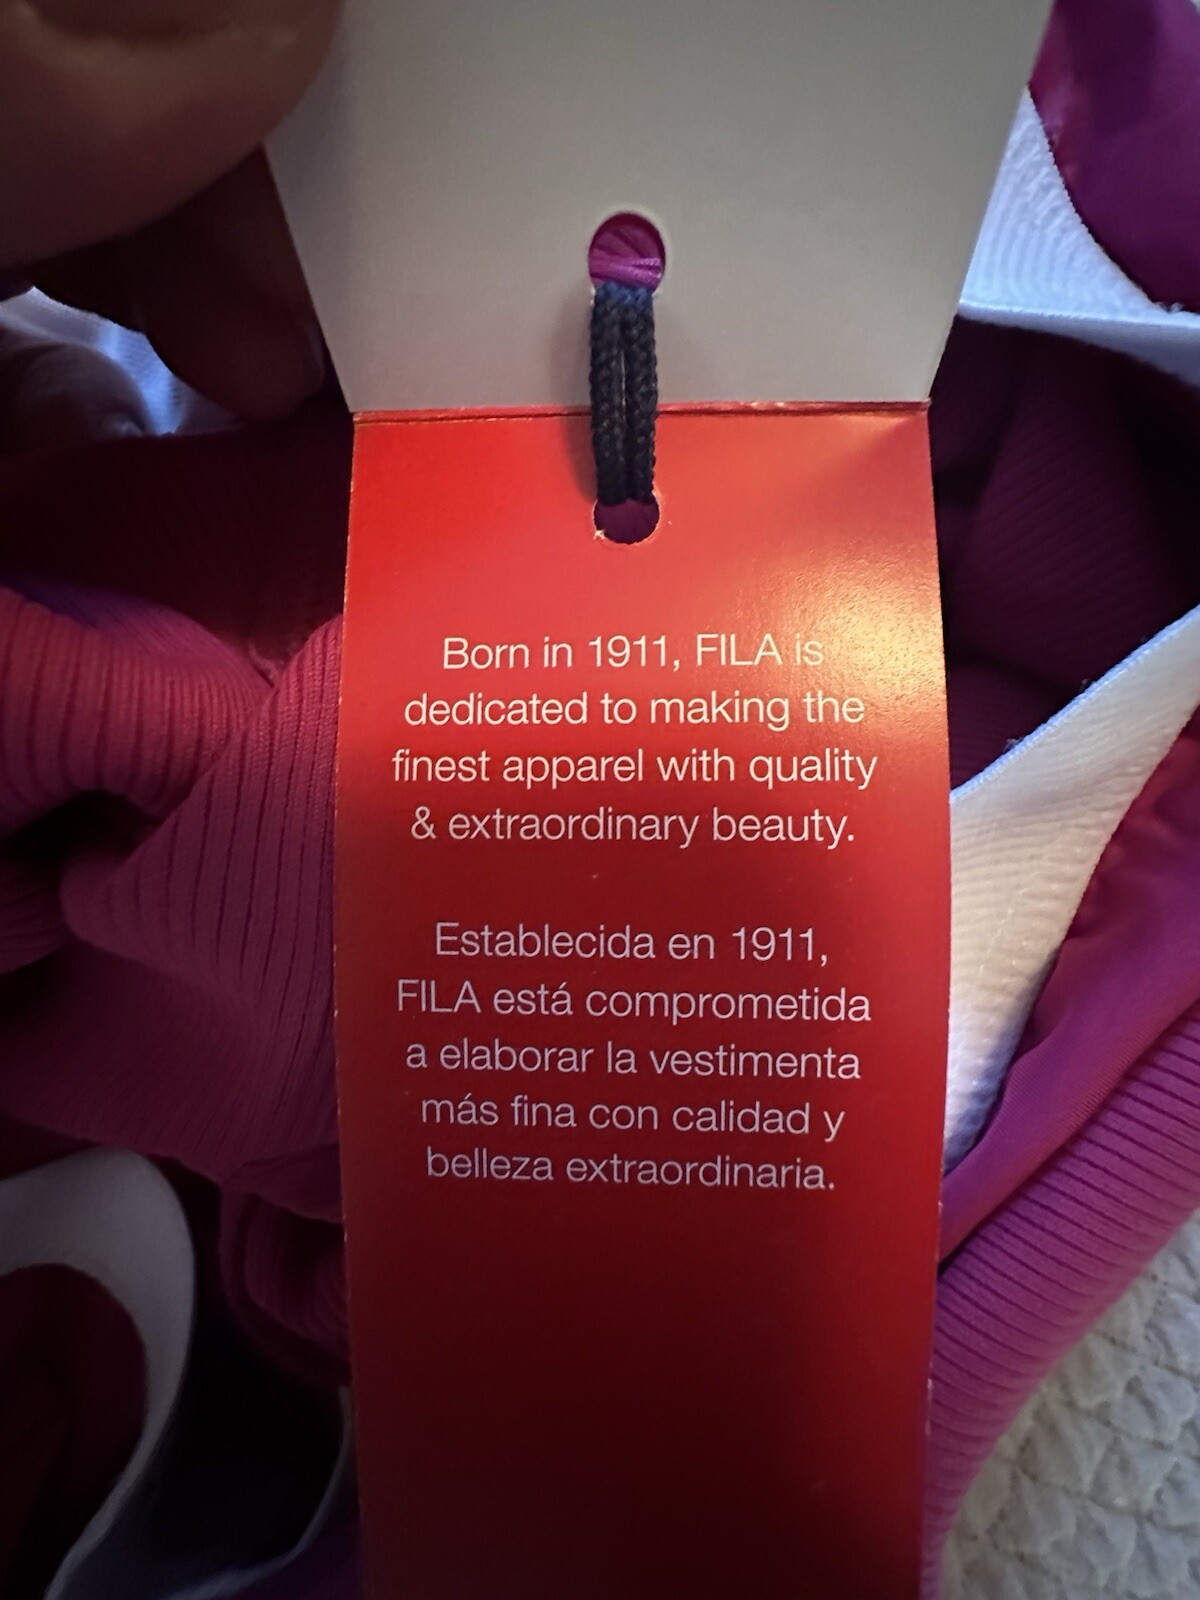 Born in 1911, FILA is
dedicated to making the
finest apparel with quality
& extraordinary beauty.
Establecida en 1911,
FILA está comprometida
a elaborar la vestimenta
más fina con calidad y
belleza extraordinaria.